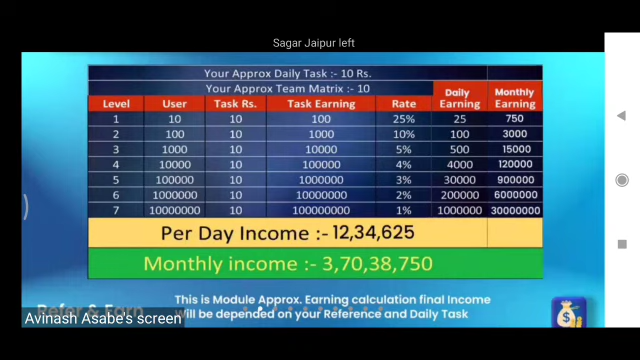 Sagar Jaipur left
Your Approx Daily Task :- 10 Rs.
Your Approx Team Matrix :- 10
Level User Task Rs. Task Earning Rate Daily Earning Monthly Earning
1 10 10 100 25% 25 750
2 100 10 1000 10% 100 3000
3 1000 10 10000 5% 500 15000
4 10000 10 100000 4% 4000 120000
5 100000 10 1000000 3% 30000 900000
6 1000000 10 10000000 2% 200000 6000000
7 10000000 10 100000000 1% 1000000 30000000
Per Day Income :- 12,34,625
Monthly income :- 3,70,38,750
This is Module Approx. Earning calculation final Income
will be depended on your Reference and Daily Task
Refer & Earn
Avinash Asabe's screen